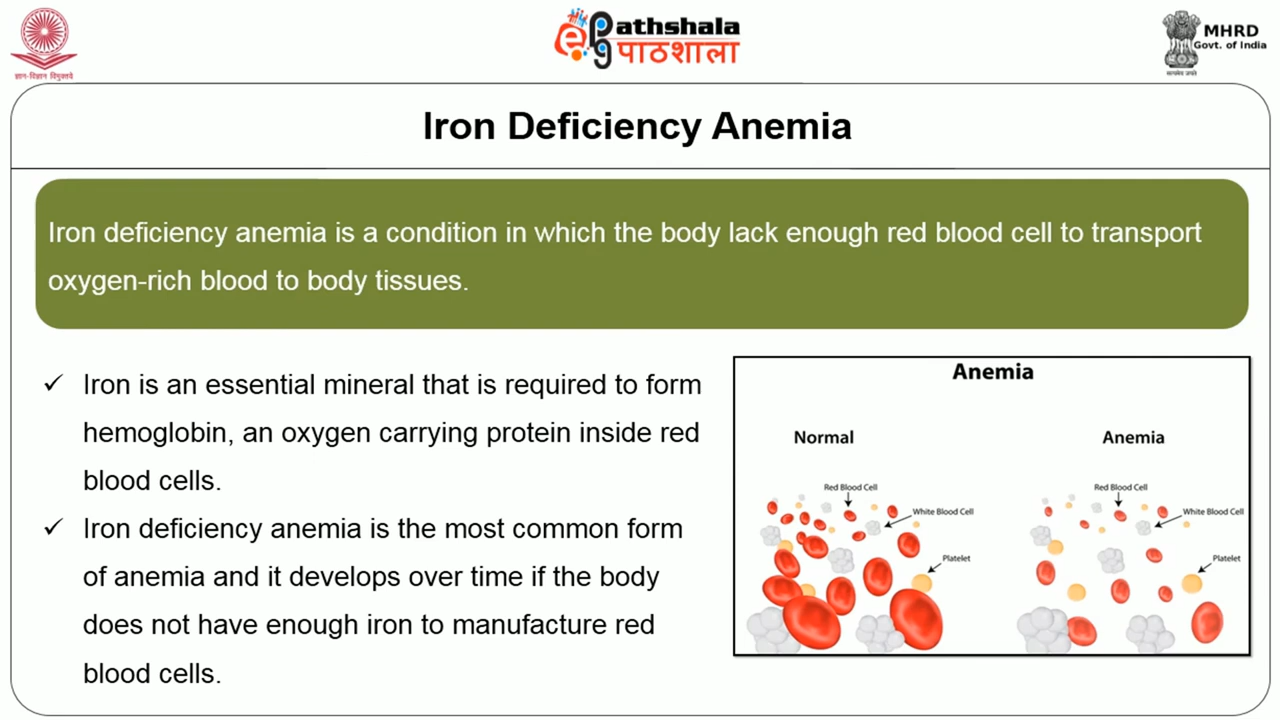 ज्ञान-विज्ञान विमुक्तये
Pathshala
पाठशाला
MHRD
Govt. of India
सत्यमेव जयते
Iron Deficiency Anemia
Iron deficiency anemia is a condition in which the body lack enough red blood cell to transport
oxygen-rich blood to body tissues.
✓ Iron is an essential mineral that is required to form
hemoglobin, an oxygen carrying protein inside red
blood cells.
✓ Iron deficiency anemia is the most common form
of anemia and it develops over time if the body
does not have enough iron to manufacture red
blood cells.
Anemia
Normal
Red Blood Cell
White Blood Cell
Platelet
Anemia
Red Blood Cell
White Blood Cell
Platelet